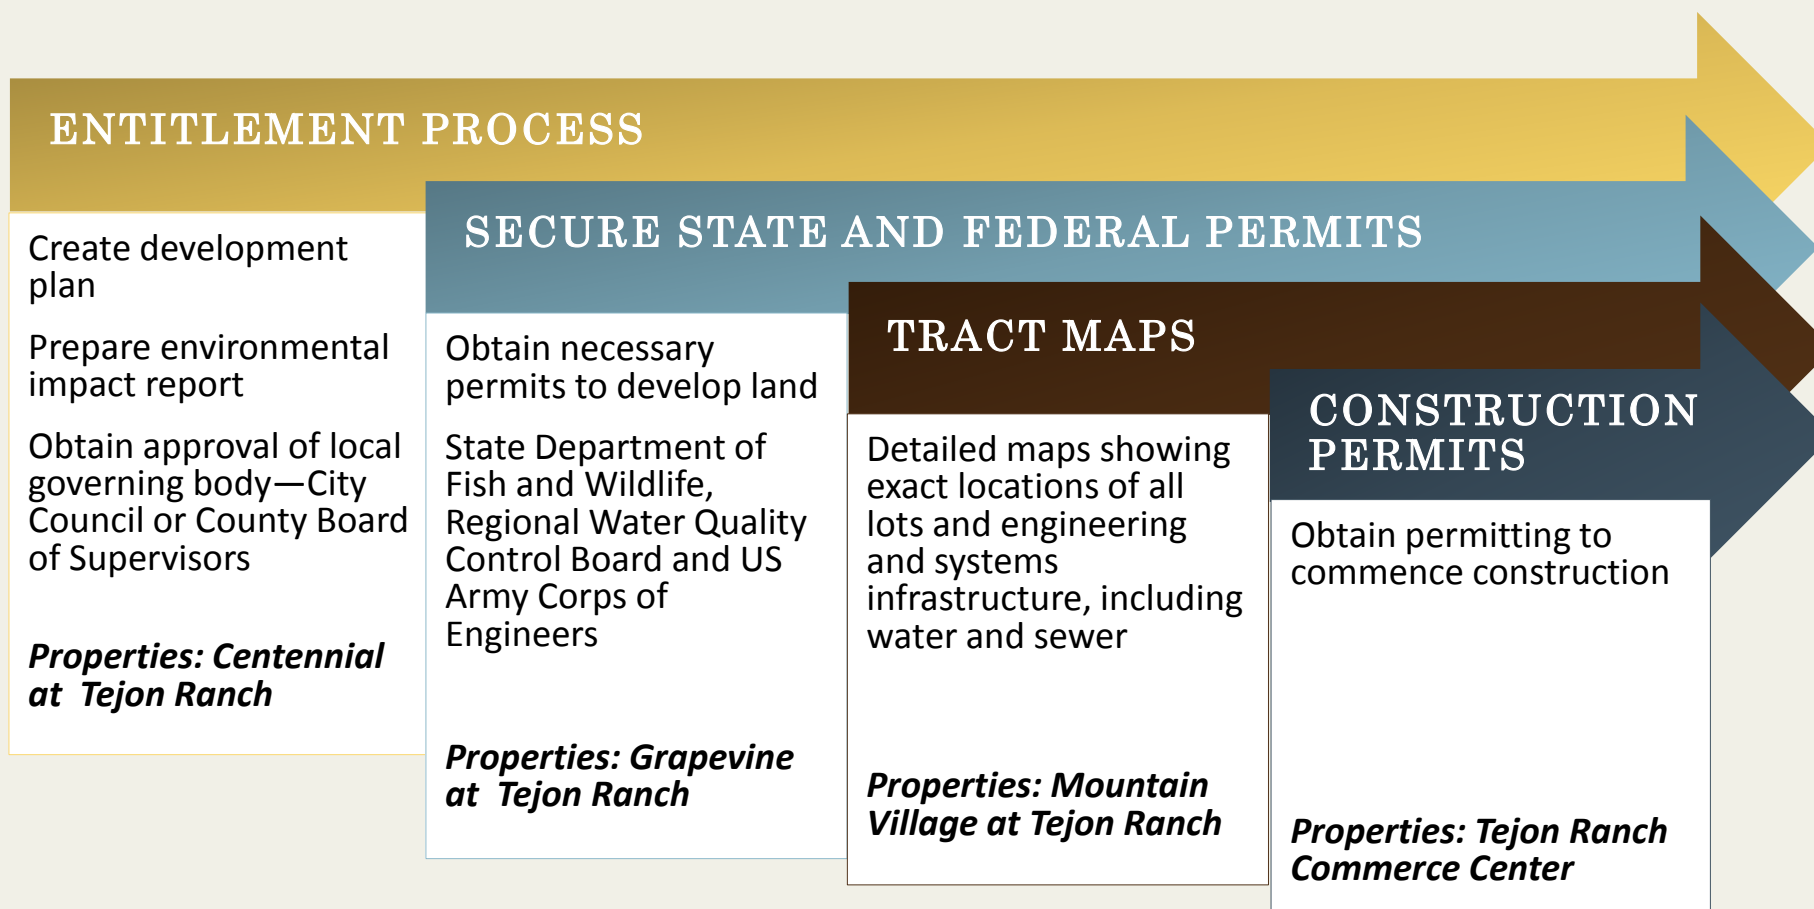 ENTITLEMENT PROCESS
Create development
plan
Prepare environmental
impact report
Obtain approval of local
governing body—City
Council or County Board
of Supervisors
Properties: Centennial
at Tejon Ranch
SECURE STATE AND FEDERAL PERMITS
Obtain necessary
permits to develop land
State Department of
Fish and Wildlife,
Regional Water Quality
Control Board and US
Army Corps of
Engineers
Properties: Grapevine
at Tejon Ranch
TRACT MAPS
Detailed maps showing
exact locations of all
lots and engineering
and systems
infrastructure, including
water and sewer
Properties: Mountain
Village at Tejon Ranch
CONSTRUCTION
PERMITS
Obtain permitting to
commence construction
Properties: Tejon Ranch
Commerce Center